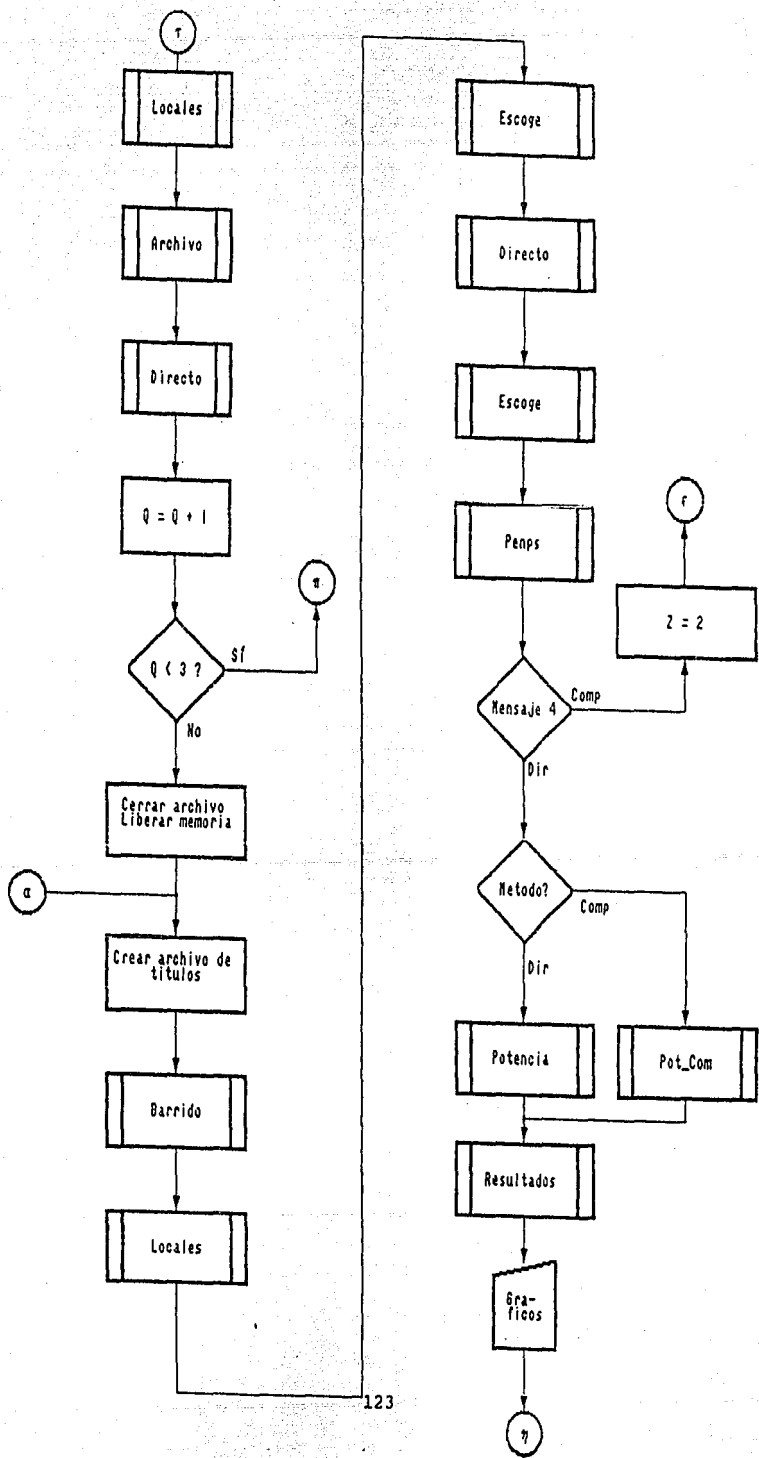 τ
Locales
Archivo
Directo
Q = Q + 1
Q < 3 ?
Sí
π
No
Cerrar archivo
Liberar memoria
α
Crear archivo de
titulos
Barrido
Locales
Escoge
Directo
Escoge
Penps
Mensaje 4
Comp
Z = 2
Dir
Metodo?
Comp
Dir
Potencia
Pot_Com
Resultados
Gra-
ficos
η
123